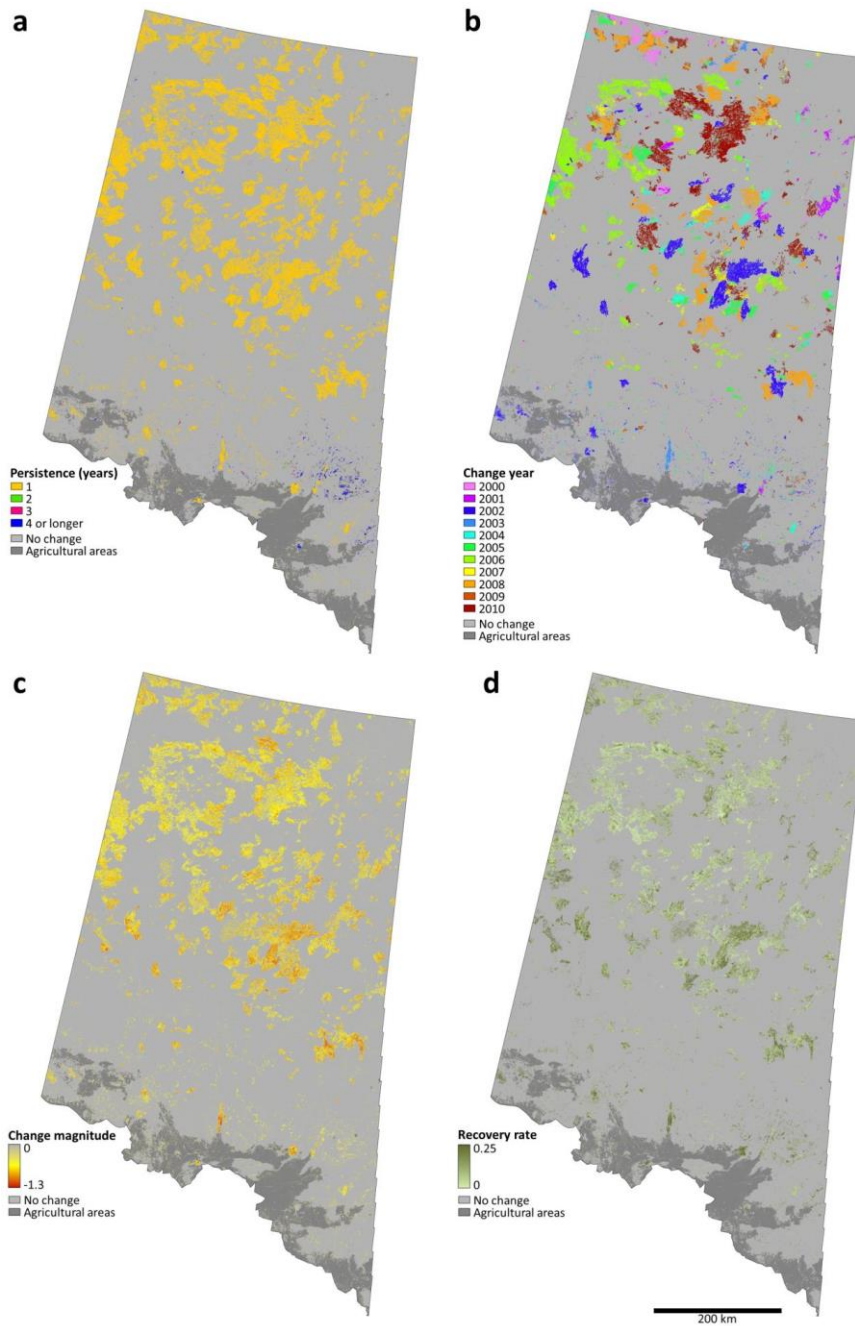 a
Persistence (years)
1
2
3
4 or longer
No change
Agricultural areas
b
Change year
2000
2001
2002
2003
2004
2005
2006
2007
2008
2009
2010
No change
Agricultural areas
c
Change magnitude
0
-1.3
No change
Agricultural areas
d
Recovery rate
0.25
0
No change
Agricultural areas
200 km